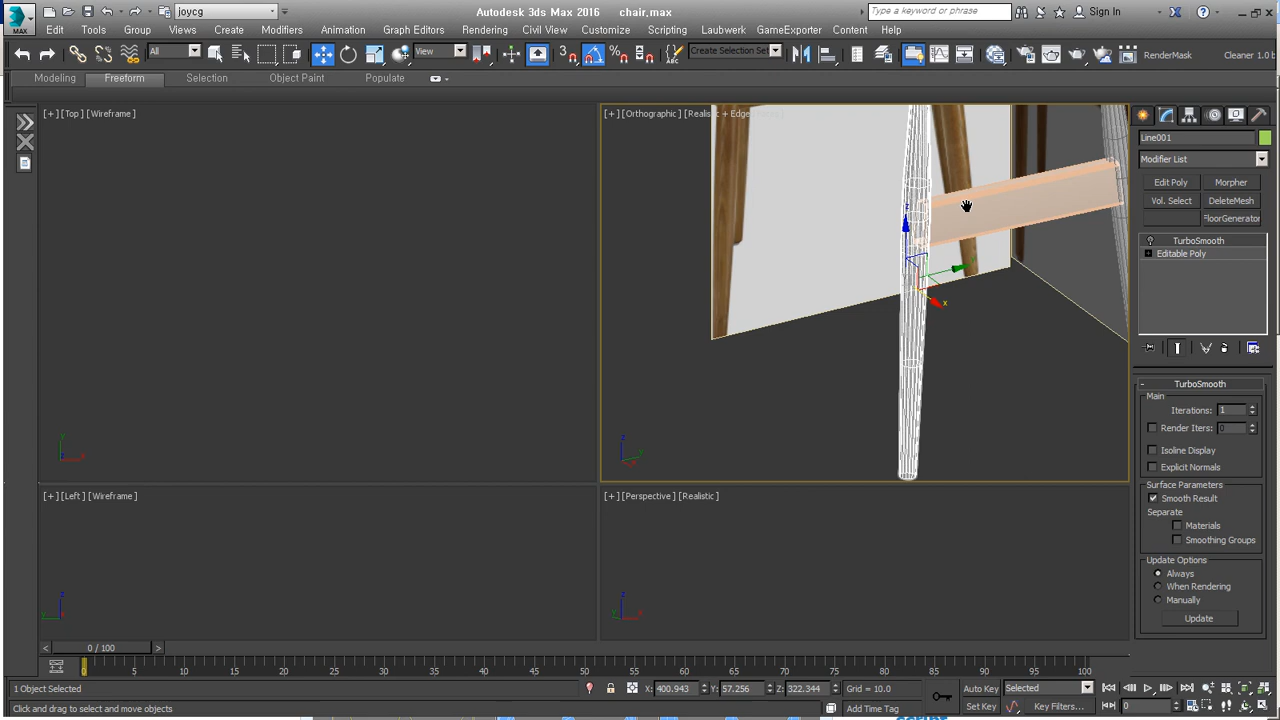 MAX
joycg
Autodesk 3ds Max 2016 chair.max
Type a keyword or phrase
Sign In
Edit Tools Group Views Create Modifiers Animation Graph Editors Rendering Civil View Customize Scripting Laubwerk GameExporter Content Help
All
View
Create Selection Set
RenderMask
Cleaner 1.0 b
Modeling Freeform Selection Object Paint Populate
[+] [Top] [Wireframe]
[+] [Orthographic] [Realistic + Edge
Line001
Modifier List
Edit Poly Morpher
Vol. Select DeleteMesh
FloorGenerator
TurboSmooth
Editable Poly
z
x
y
x
z
z
y
x
TurboSmooth
Main
Iterations: 1
Render Iters: 0
Isoline Display
Explicit Normals
Surface Parameters
Smooth Result
Separate
Materials
Smoothing Groups
Update Options
Always
When Rendering
Manually
Update
[+] [Left] [Wireframe]
[+] [Perspective] [Realistic]
z
y
z
y
x
< 0 / 100 >
0 5 10 15 20 25 30 35 40 45 50 55 60 65 70 75 80 85 90 95 100
1 Object Selected
X: 400.943 Y: 57.256 Z: 322.344
Grid = 10.0
Auto Key
Selected
Click and drag to select and move objects
Add Time Tag
Set Key
Key Filters...
0
script